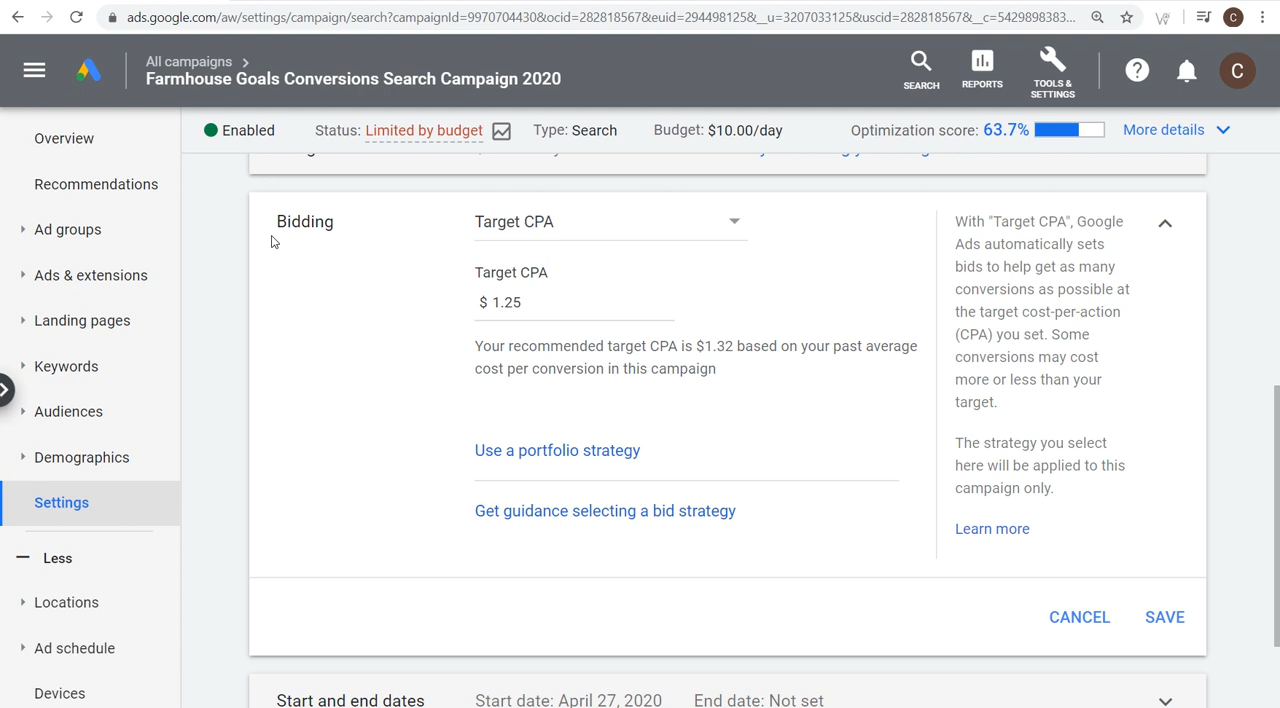 ads.google.com/aw/settings/campaign/search?campaignId=9970704430&ocid=282818567&euid=294498125&__u=3207033125&uscid=282818567&__c=5429898383...
C
All campaigns
Farmhouse Goals Conversions Search Campaign 2020
SEARCH
REPORTS
TOOLS &
SETTINGS
C
Enabled
Status: Limited by budget
Type: Search
Budget: $10.00/day
Optimization score: 63.7%
More details
Overview
Recommendations
Ad groups
Ads & extensions
Landing pages
Keywords
Audiences
Demographics
Settings
Less
Locations
Ad schedule
Devices
Bidding
Target CPA
Target CPA
$ 1.25
Your recommended target CPA is $1.32 based on your past average
cost per conversion in this campaign
Use a portfolio strategy
Get guidance selecting a bid strategy
With "Target CPA", Google
Ads automatically sets
bids to help get as many
conversions as possible at
the target cost-per-action
(CPA) you set. Some
conversions may cost
more or less than your
target.
The strategy you select
here will be applied to this
campaign only.
Learn more
CANCEL
SAVE
Start and end dates
Start date: April 27, 2020
End date: Not set